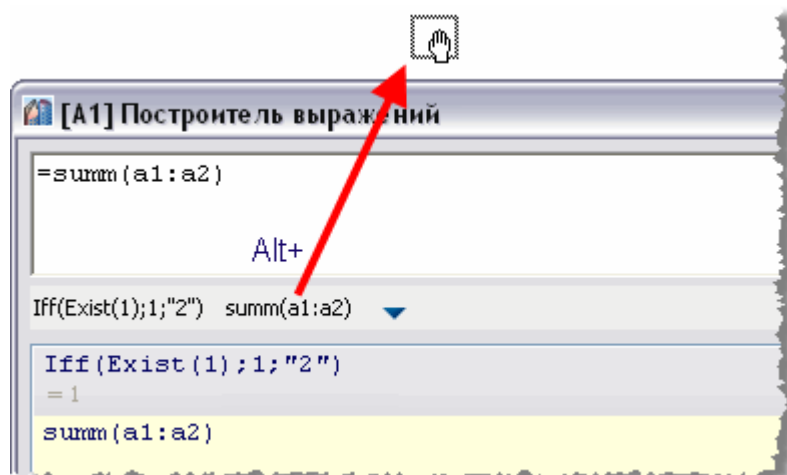 [A1] Построитель выражений
=summ(a1:a2)
Alt+
Iff(Exist(1);1;"2") summ(a1:a2)
Iff(Exist(1);1;"2")
= 1
summ(a1:a2)